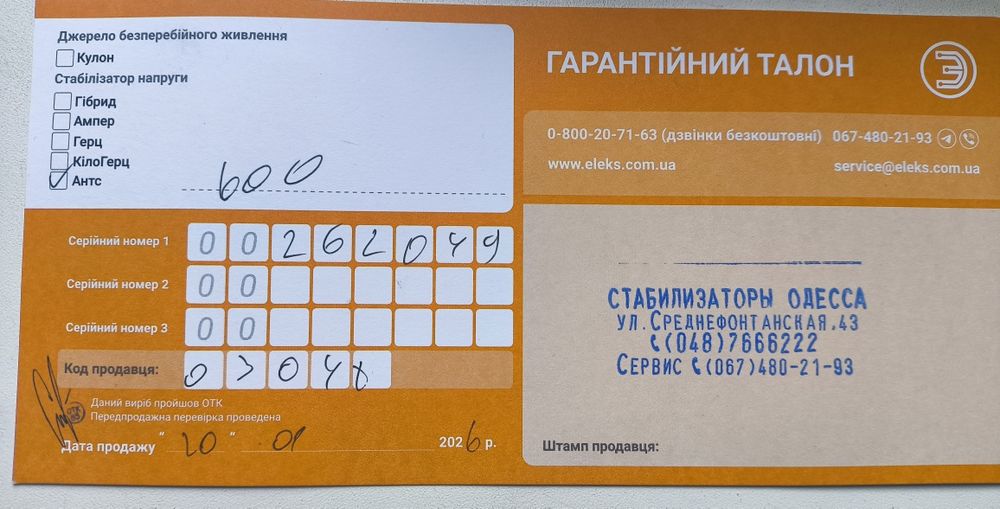 Джерело безперебійного живлення
Кулон
Стабілізатор напруги
Гібрид
Ампер
Герц
КілоГерц
Антс 600
Серійний номер 1 00262049
Серійний номер 2 00
Серійний номер 3 00
Код продавця: 0304
Даний виріб пройшов ОТК
Передпродажна перевірка проведена
Дата продажу " 20 " 01 2026 р.
ГАРАНТІЙНИЙ ТАЛОН
0-800-20-71-63 (дзвінки безкоштовні) 067-480-21-93
www.eleks.com.ua service@eleks.com.ua
СТАБИЛИЗАТОРЫ ОДЕССА
УЛ. СРЕДНЕФОНТАНСКАЯ, 43
(048)7666222
СЕРВИС (067)480-21-93
Штамп продавця: